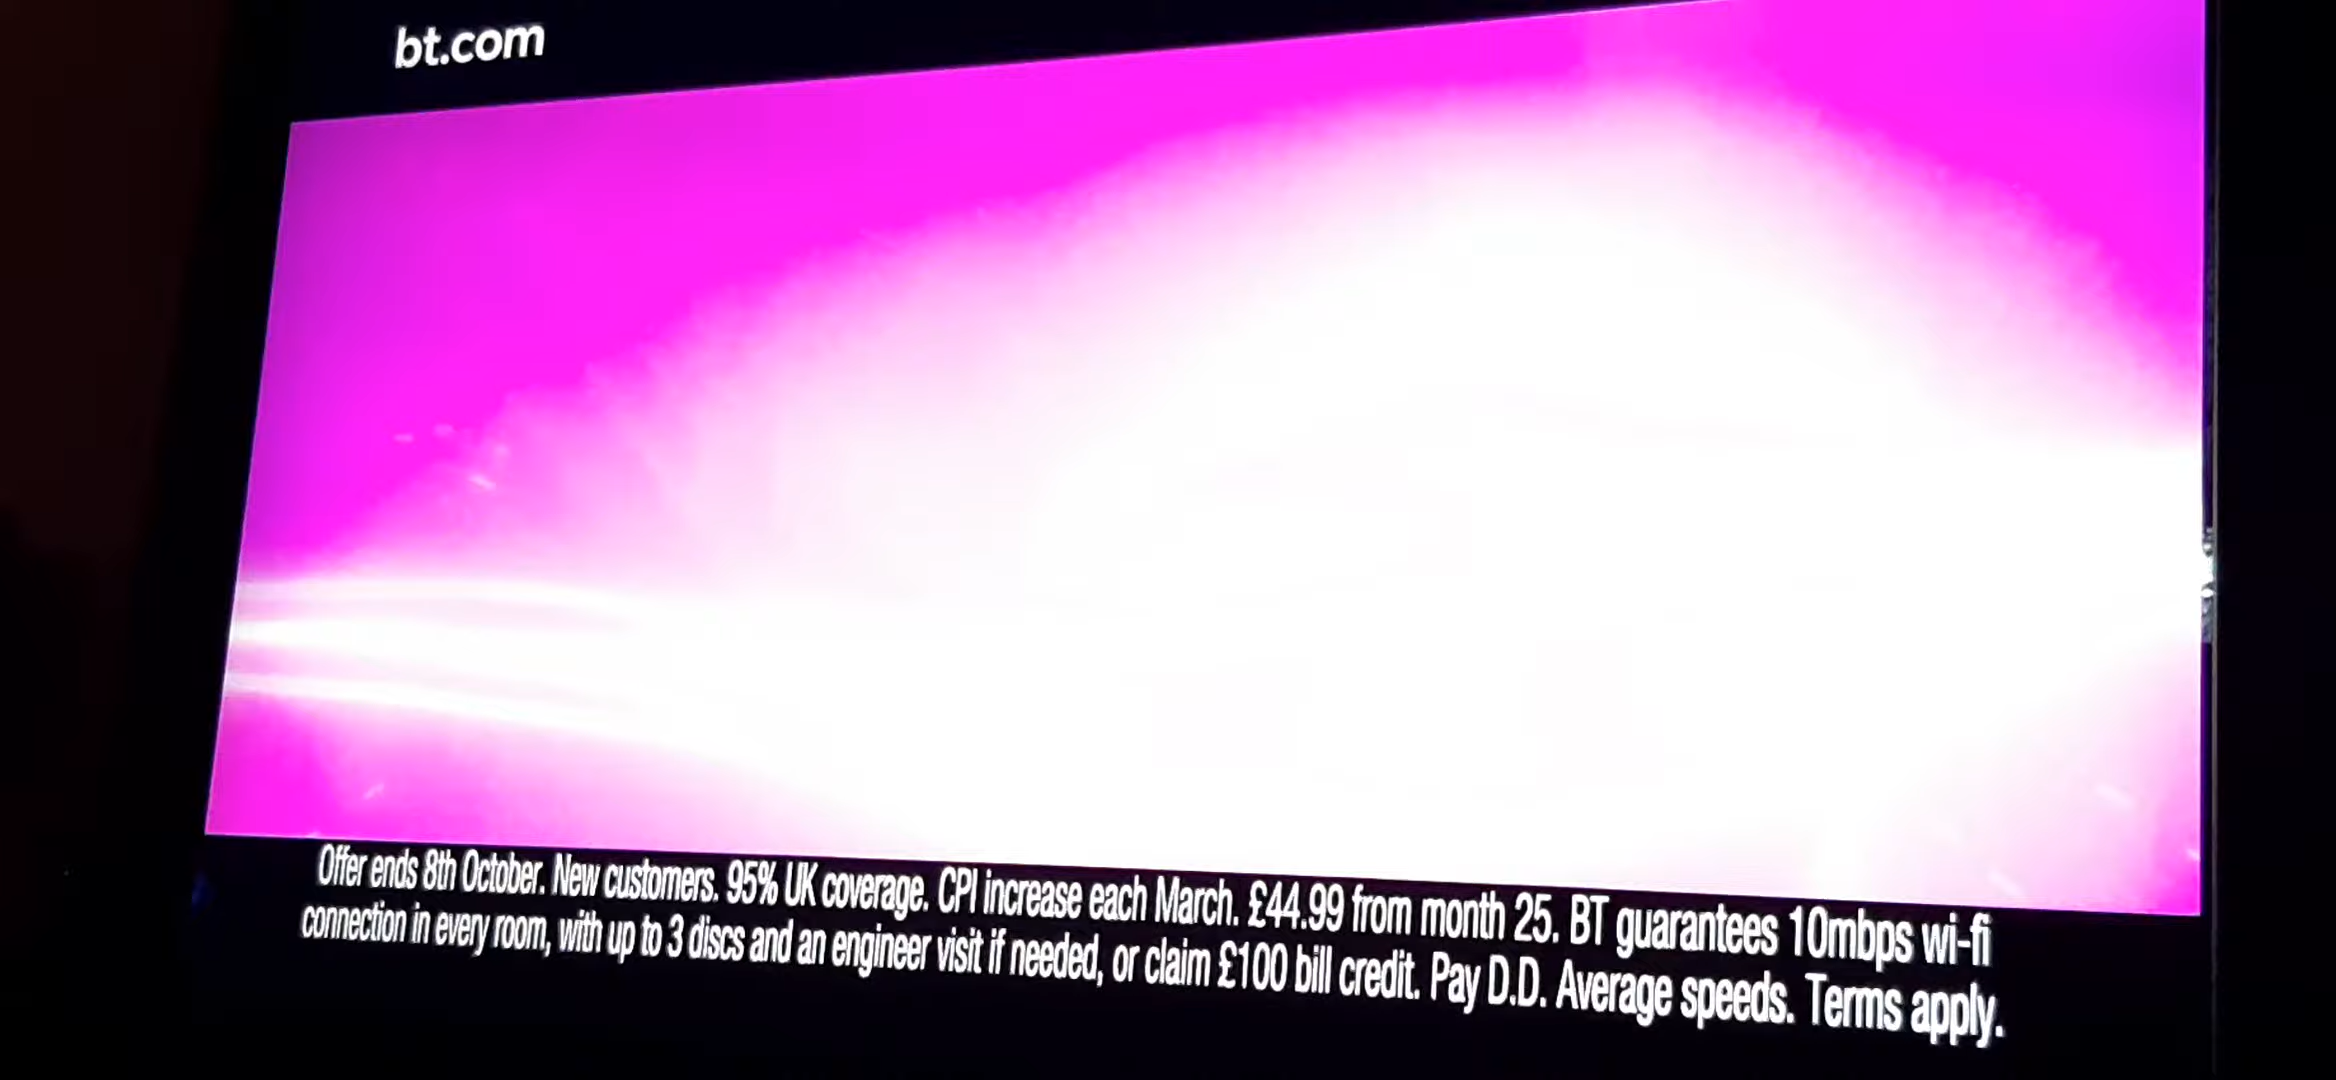 bt.com
Offer ends 8th October. New customers. 95% UK coverage. CPI increase each March. £44.99 from month 25. BT guarantees 10mbps wi-fi
connection in every room, with up to 3 discs and an engineer visit if needed, or claim £100 bill credit. Pay D.D. Average speeds. Terms apply.